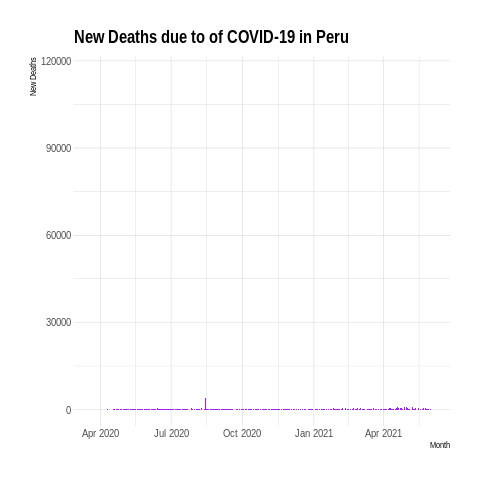 New Deaths due to of COVID-19 in Peru
New Deaths
120000
90000
60000
30000
0
Apr 2020 Jul 2020 Oct 2020 Jan 2021 Apr 2021
Month